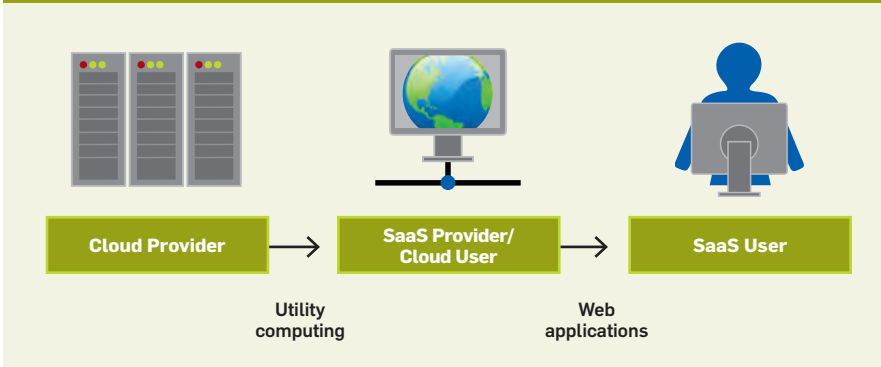 Cloud Provider
SaaS Provider/
Cloud User
SaaS User
Utility
computing
Web
applications